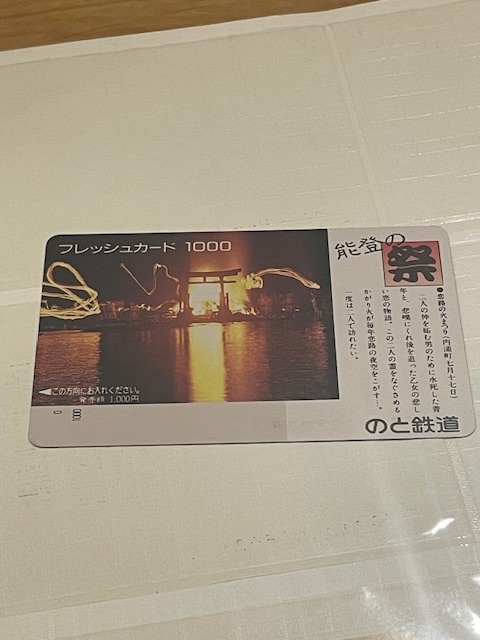 フレッシュカード 1000
能登の
祭
●恋路の火まつり(内浦町七月十七日)
二人の仲を妬む男のために水死した青
年と、悲嘆にくれ後を追った乙女の悲し
い恋の物語。この二人の霊をなぐさめる
かがり火が毎年恋路の夜空をこがす…。
一度は二人で訪れたい。
◀この方向にお入れください。
発売額 1,000円
のと鉄道